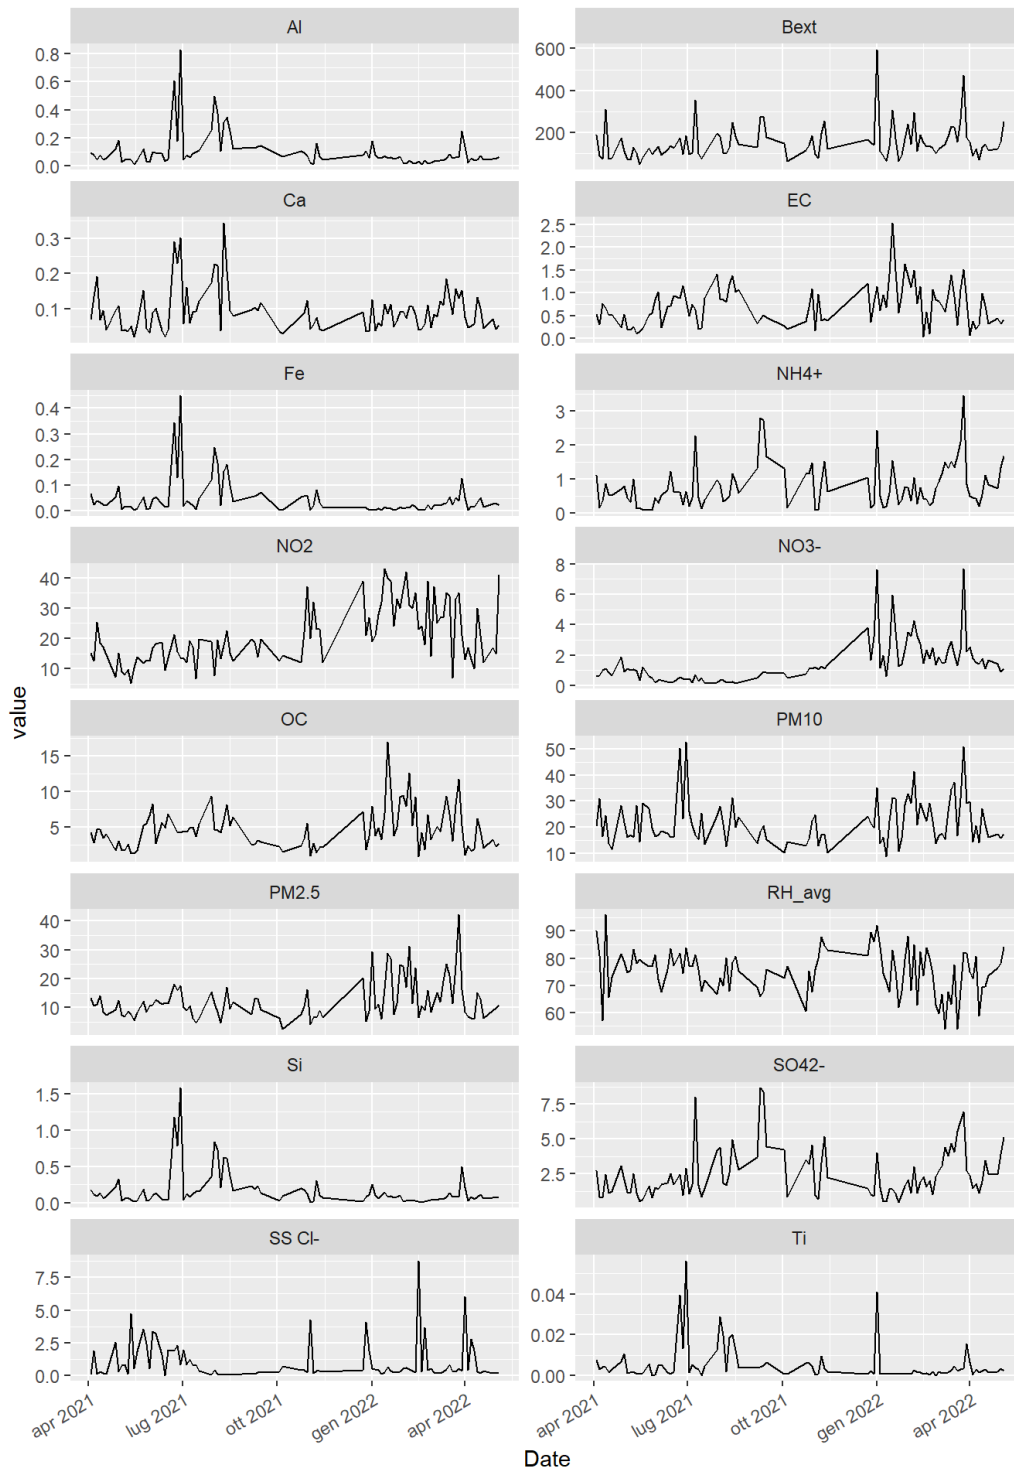 Al
Bext
0.8
0.6
0.4
0.2
0.0
600
400
200
Ca
EC
0.3
0.2
0.1
2.5
2.0
1.5
1.0
0.5
0.0
Fe
NH4+
0.4
0.3
0.2
0.1
0.0
3
2
1
0
NO2
NO3-
40
30
20
10
8
6
4
2
0
value
OC
PM10
15
10
5
50
40
30
20
10
PM2.5
RH_avg
40
30
20
10
90
80
70
60
Si
SO42-
1.5
1.0
0.5
0.0
7.5
5.0
2.5
SS Cl-
Ti
7.5
5.0
2.5
0.0
0.04
0.02
0.00
apr 2021
lug 2021
ott 2021
gen 2022
apr 2022
apr 2021
lug 2021
ott 2021
gen 2022
apr 2022
Date